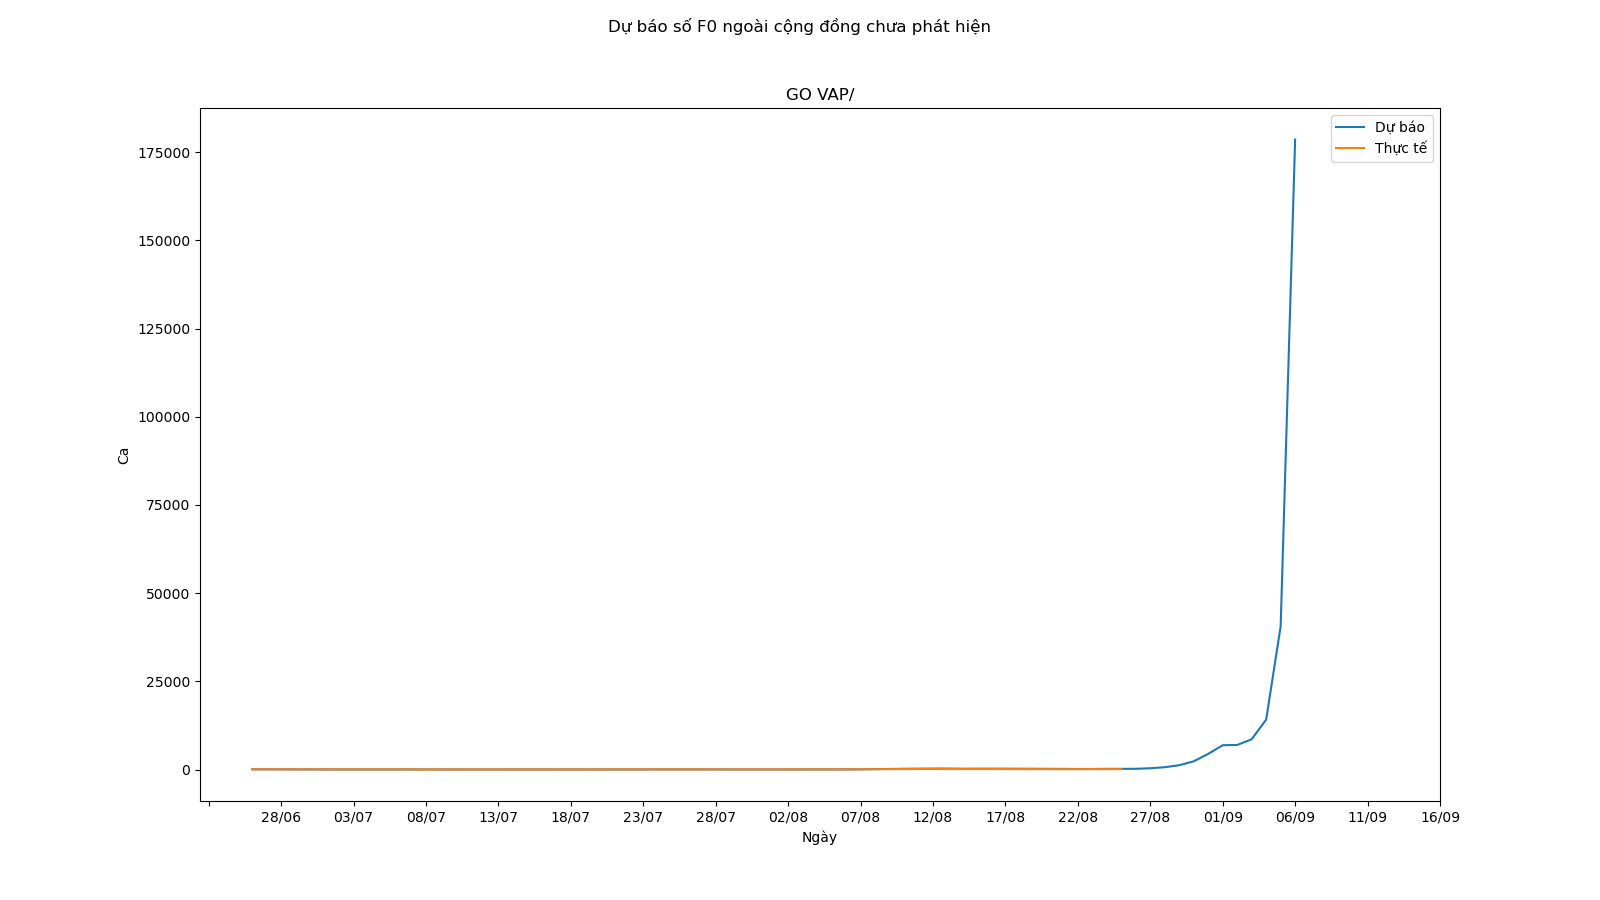 Dự báo số F0 ngoài cộng đồng chưa phát hiện
GO VAP/
Dự báo
Thực tế
175000
150000
125000
100000
75000
50000
25000
0
Ca
28/06 03/07 08/07 13/07 18/07 23/07 28/07 02/08 07/08 12/08 17/08 22/08 27/08 01/09 06/09 11/09 16/09
Ngày